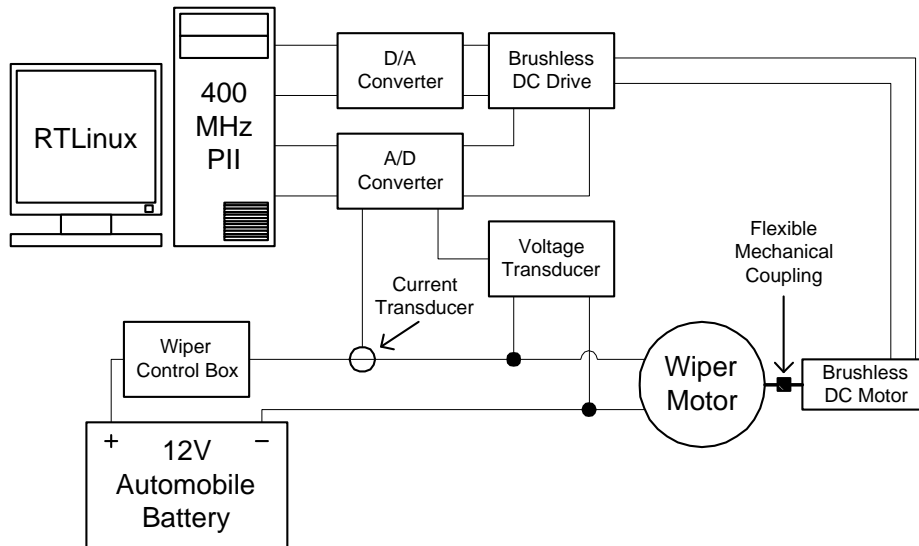 RTLinux
400
MHz
PII
D/A
Converter
Brushless
DC Drive
A/D
Converter
Voltage
Transducer
Flexible
Mechanical
Coupling
Current
Transducer
Wiper
Control Box
Wiper
Motor
Brushless
DC Motor
+ −
12V
Automobile
Battery